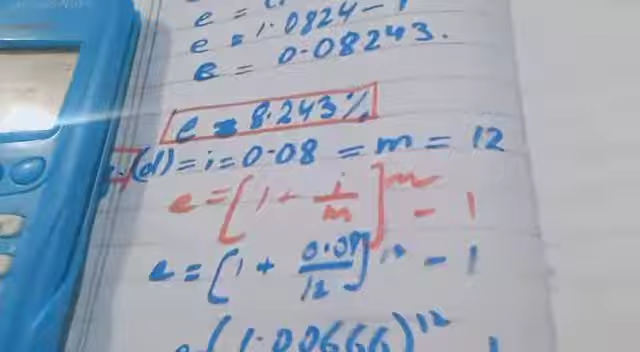 e = 1.0824 - 1
e = 0.08243.
e = 8.243%
(d) = i = 0.08 = m = 12
e = [1 + i/m]^m - 1
e = [1 + 0.08/12]^12 - 1
(1.00666)^12